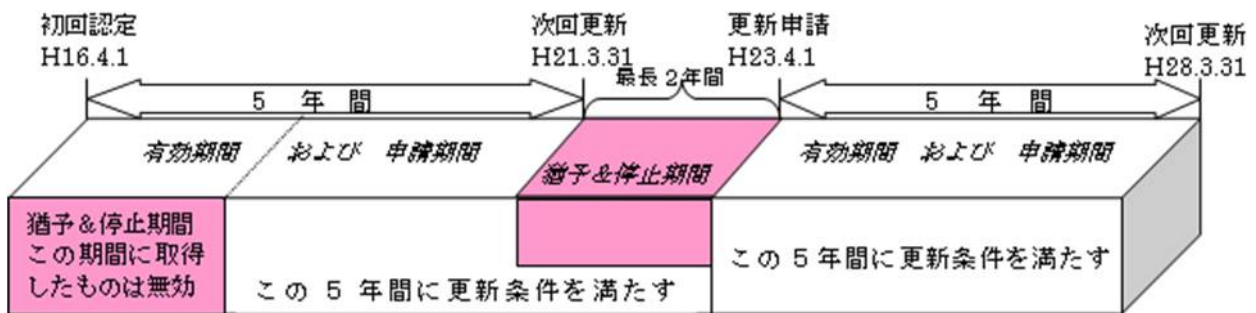 初回認定
H16.4.1
次回更新
H21.3.31
更新申請
H23.4.1
次回更新
H28.3.31
5 年 間
最長2年間
5 年 間
有効期間 および 申請期間
猶予&停止期間
有効期間 および 申請期間
猶予&停止期間
この期間に取得
したものは無効
この 5 年間に更新条件を満たす
この5年間に更新条件を満たす